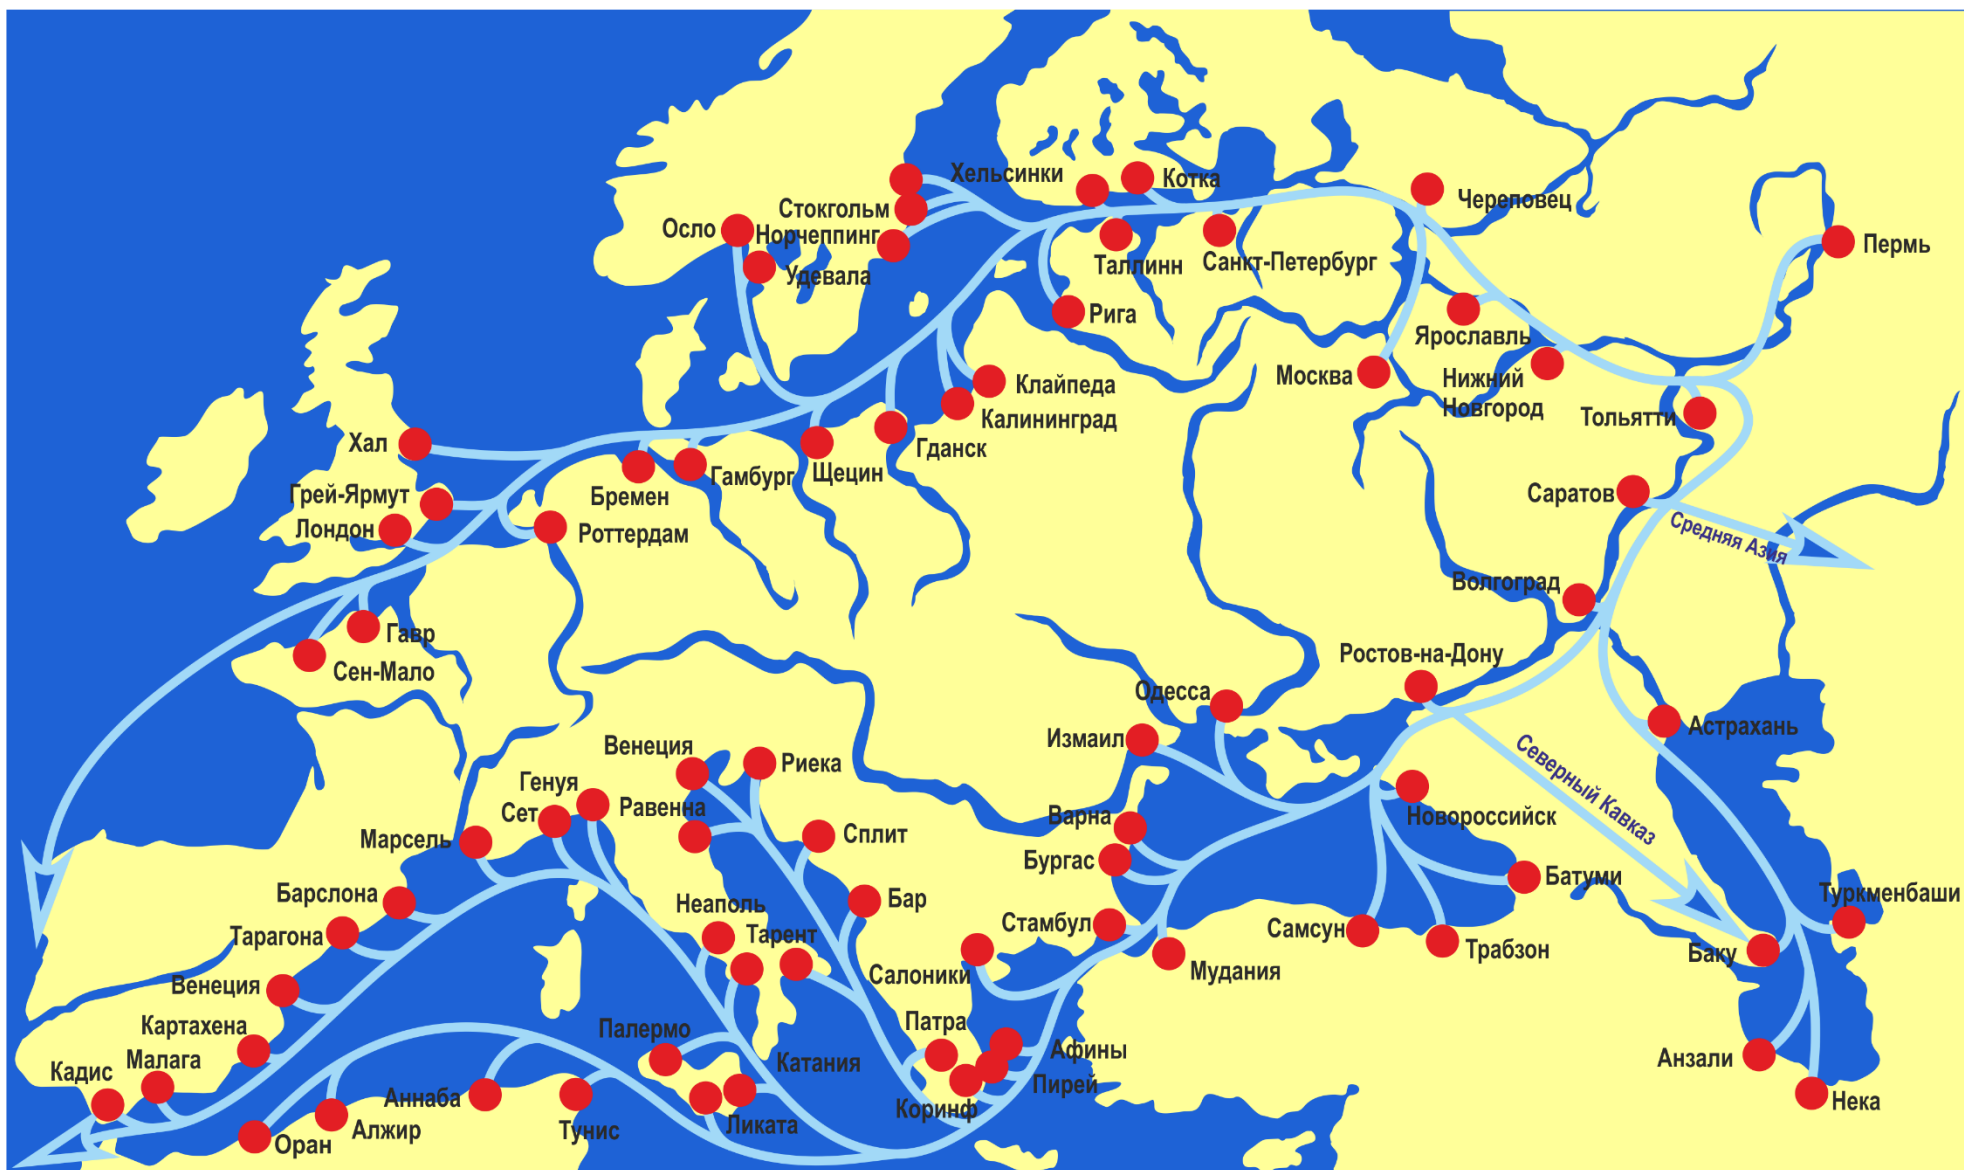 Хельсинки
Котка
Череповец
Стокгольм
Осло
Норчеппинг
Удевала
Таллинн
Санкт-Петербург
Пермь
Рига
Ярославль
Москва
Нижний
Новгород
Тольятти
Клайпеда
Калининград
Гданск
Щецин
Гамбург
Бремен
Хал
Грей-Ярмут
Лондон
Роттердам
Саратов
Средняя Азия
Волгоград
Гавр
Сен-Мало
Ростов-на-Дону
Одесса
Измаил
Астрахань
Северный Кавказ
Венеция
Риека
Генуя
Сет
Равенна
Марсель
Сплит
Варна
Новороссийск
Бургас
Батуми
Барслона
Бар
Туркменбаши
Неаполь
Тарент
Тарагона
Стамбул
Самсун
Трабзон
Баку
Салоники
Мудания
Венеция
Картахена
Палермо
Патра
Малага
Кадис
Катания
Афины
Пирей
Анзали
Нека
Аннаба
Коринф
Ликата
Тунис
Алжир
Оран